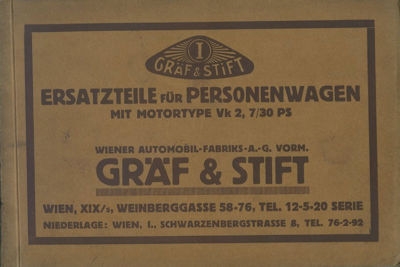 I
GRÄF & STiFT
ERSATZTEILE FÜR PERSONENWAGEN
MIT MOTORTYPE Vk 2, 7/30 PS
WIENER AUTOMOBIL-FABRIKS-A.-G. VORM.
GRÄF & STIFT
WIEN, XIX/2, WEINBERGGASSE 58-76, TEL. 12-5-20 SERIE
NIEDERLAGE: WIEN, I., SCHWARZENBERGSTRASSE 8, TEL. 76-2-92